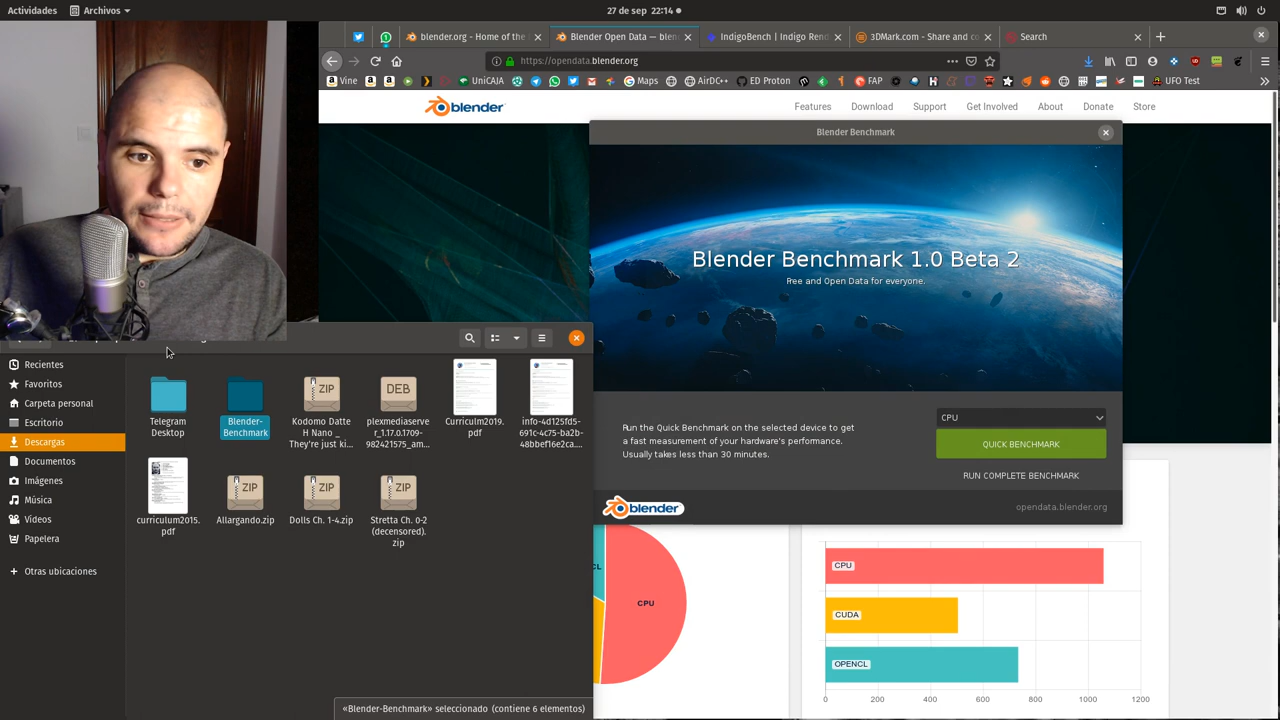 Actividades
Archivos
27 de sep 22:14
blender.org - Home of the
Blender Open Data — blen
IndigoBench | Indigo Ren
3DMark.com - Share and co
Search
https://opendata.blender.org
Vine
UniCAJA
Maps
AirDC++
ED Proton
FAP
UFO Test
blender
Features
Download
Support
Get Involved
About
Donate
Store
Blender Benchmark
Blender Benchmark 1.0 Beta 2
Free and Open Data for everyone.
CPU
Run the Quick Benchmark on the selected device to get
a fast measurement of your hardware's performance.
Usually takes less than 30 minutes.
QUICK BENCHMARK
RUN COMPLETE BENCHMARK
blender
opendata.blender.org
Recientes
Favoritos
Carpeta personal
Escritorio
Descargas
Documentos
Imágenes
Música
Vídeos
Papelera
Otras ubicaciones
Telegram
Desktop
Blender-
Benchmark
ZIP
Kodomo Datte
H Nano _
They're just ki...
DEB
plexmediaserve
r_1.17.0.1709-
982421575_am...
Curriculm2019.
pdf
info-4d125fd5-
691c-4c75-ba2b-
48bbef16e2ca....
curriculum2015.
pdf
Allargando.zip
Dolls Ch. 1-4.zip
ZIP
Stretta Ch. 0-2
(decensored).
zip
«Blender-Benchmark» seleccionado (contiene 6 elementos)
CL
CPU
CPU
CUDA
OPENCL
0
200
400
600
800
1000
1200